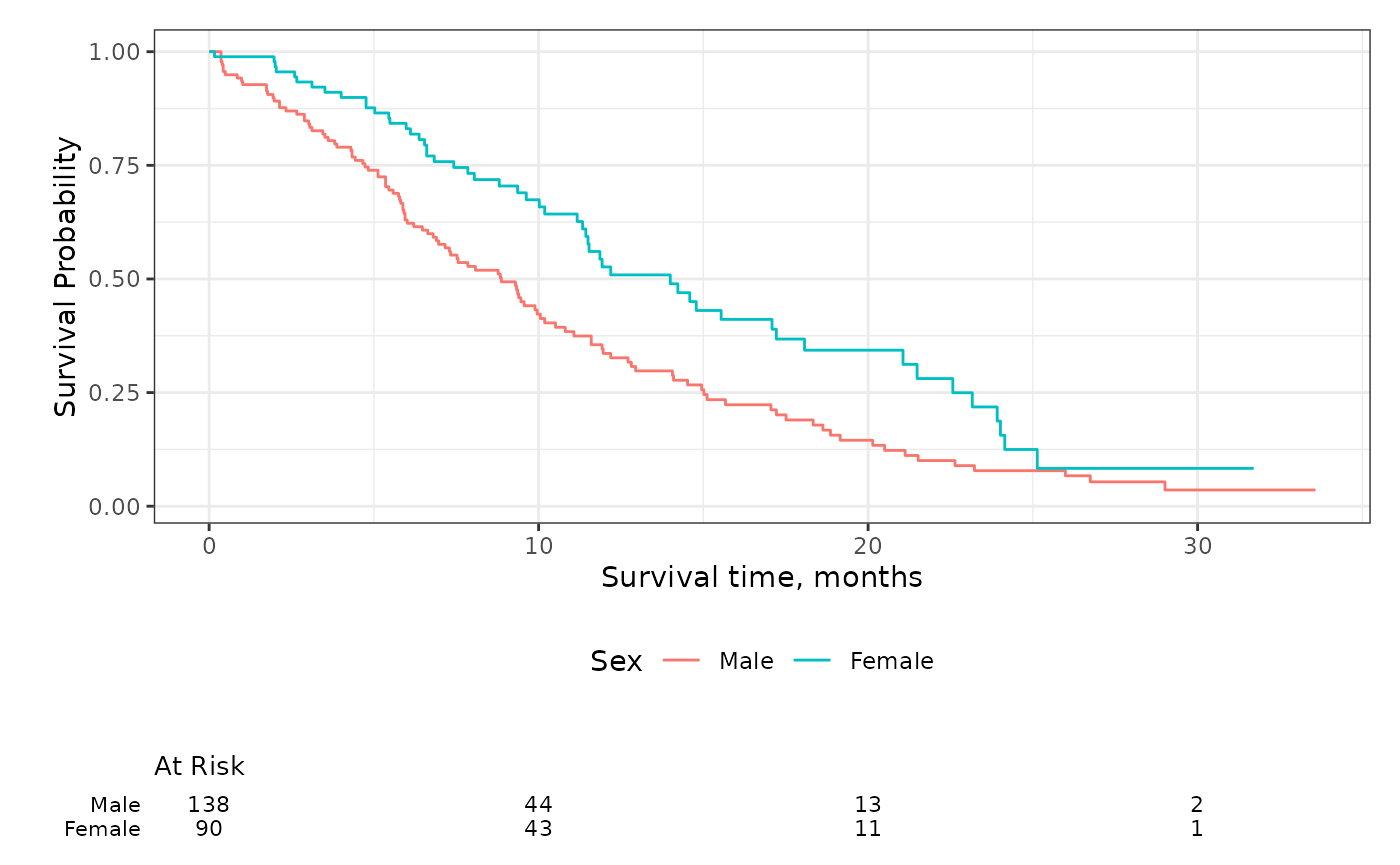 1.00
0.75
0.50
0.25
0.00
Survival Probability
0 10 20 30
Survival time, months
Sex Male Female
At Risk
Male 138 44 13 2
Female 90 43 11 1